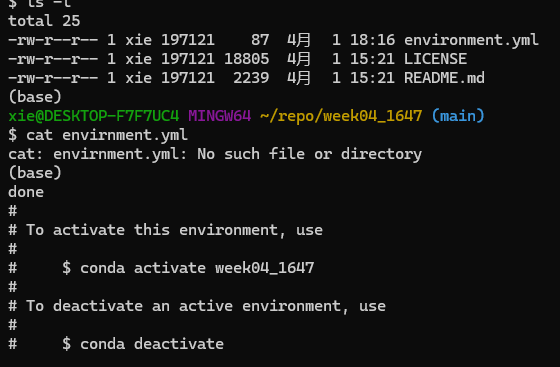 $ ls -l
total 25
-rw-r--r-- 1 xie 197121    87  4月  1 18:16 environment.yml
-rw-r--r-- 1 xie 197121 18805  4月  1 15:21 LICENSE
-rw-r--r-- 1 xie 197121  2239  4月  1 15:21 README.md
(base)
xie@DESKTOP-F7F7UC4 MINGW64 ~/repo/week04_1647 (main)
$ cat envirnment.yml
cat: envirnment.yml: No such file or directory
(base)
done
#
# To activate this environment, use
#
#     $ conda activate week04_1647
#
# To deactivate an active environment, use
#
#     $ conda deactivate